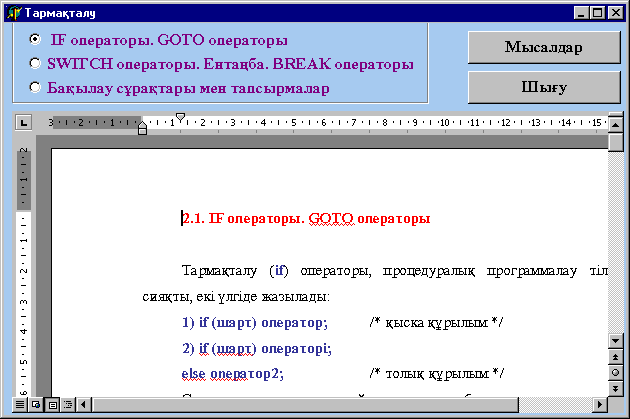 Тармақталу
IF операторы. GOTO операторы
SWITCH операторы. Ентаңба. BREAK операторы
Бақылау сұрақтары мен тапсырмалар
Мысалдар
Шығу
3 2 1 1 2 3 4 5 6 7 8 9 10 11 12 13 14 15
2.1. IF операторы. GOTO операторы
Тармақталу (if) операторы, процедуралық программалау тіл
сияқты, екі үлгіде жазылады:
1) if (шарт) оператор; /* қысқа құрылым */
2) if (шарт) операторі;
else оператор2; /* толық құрылым */